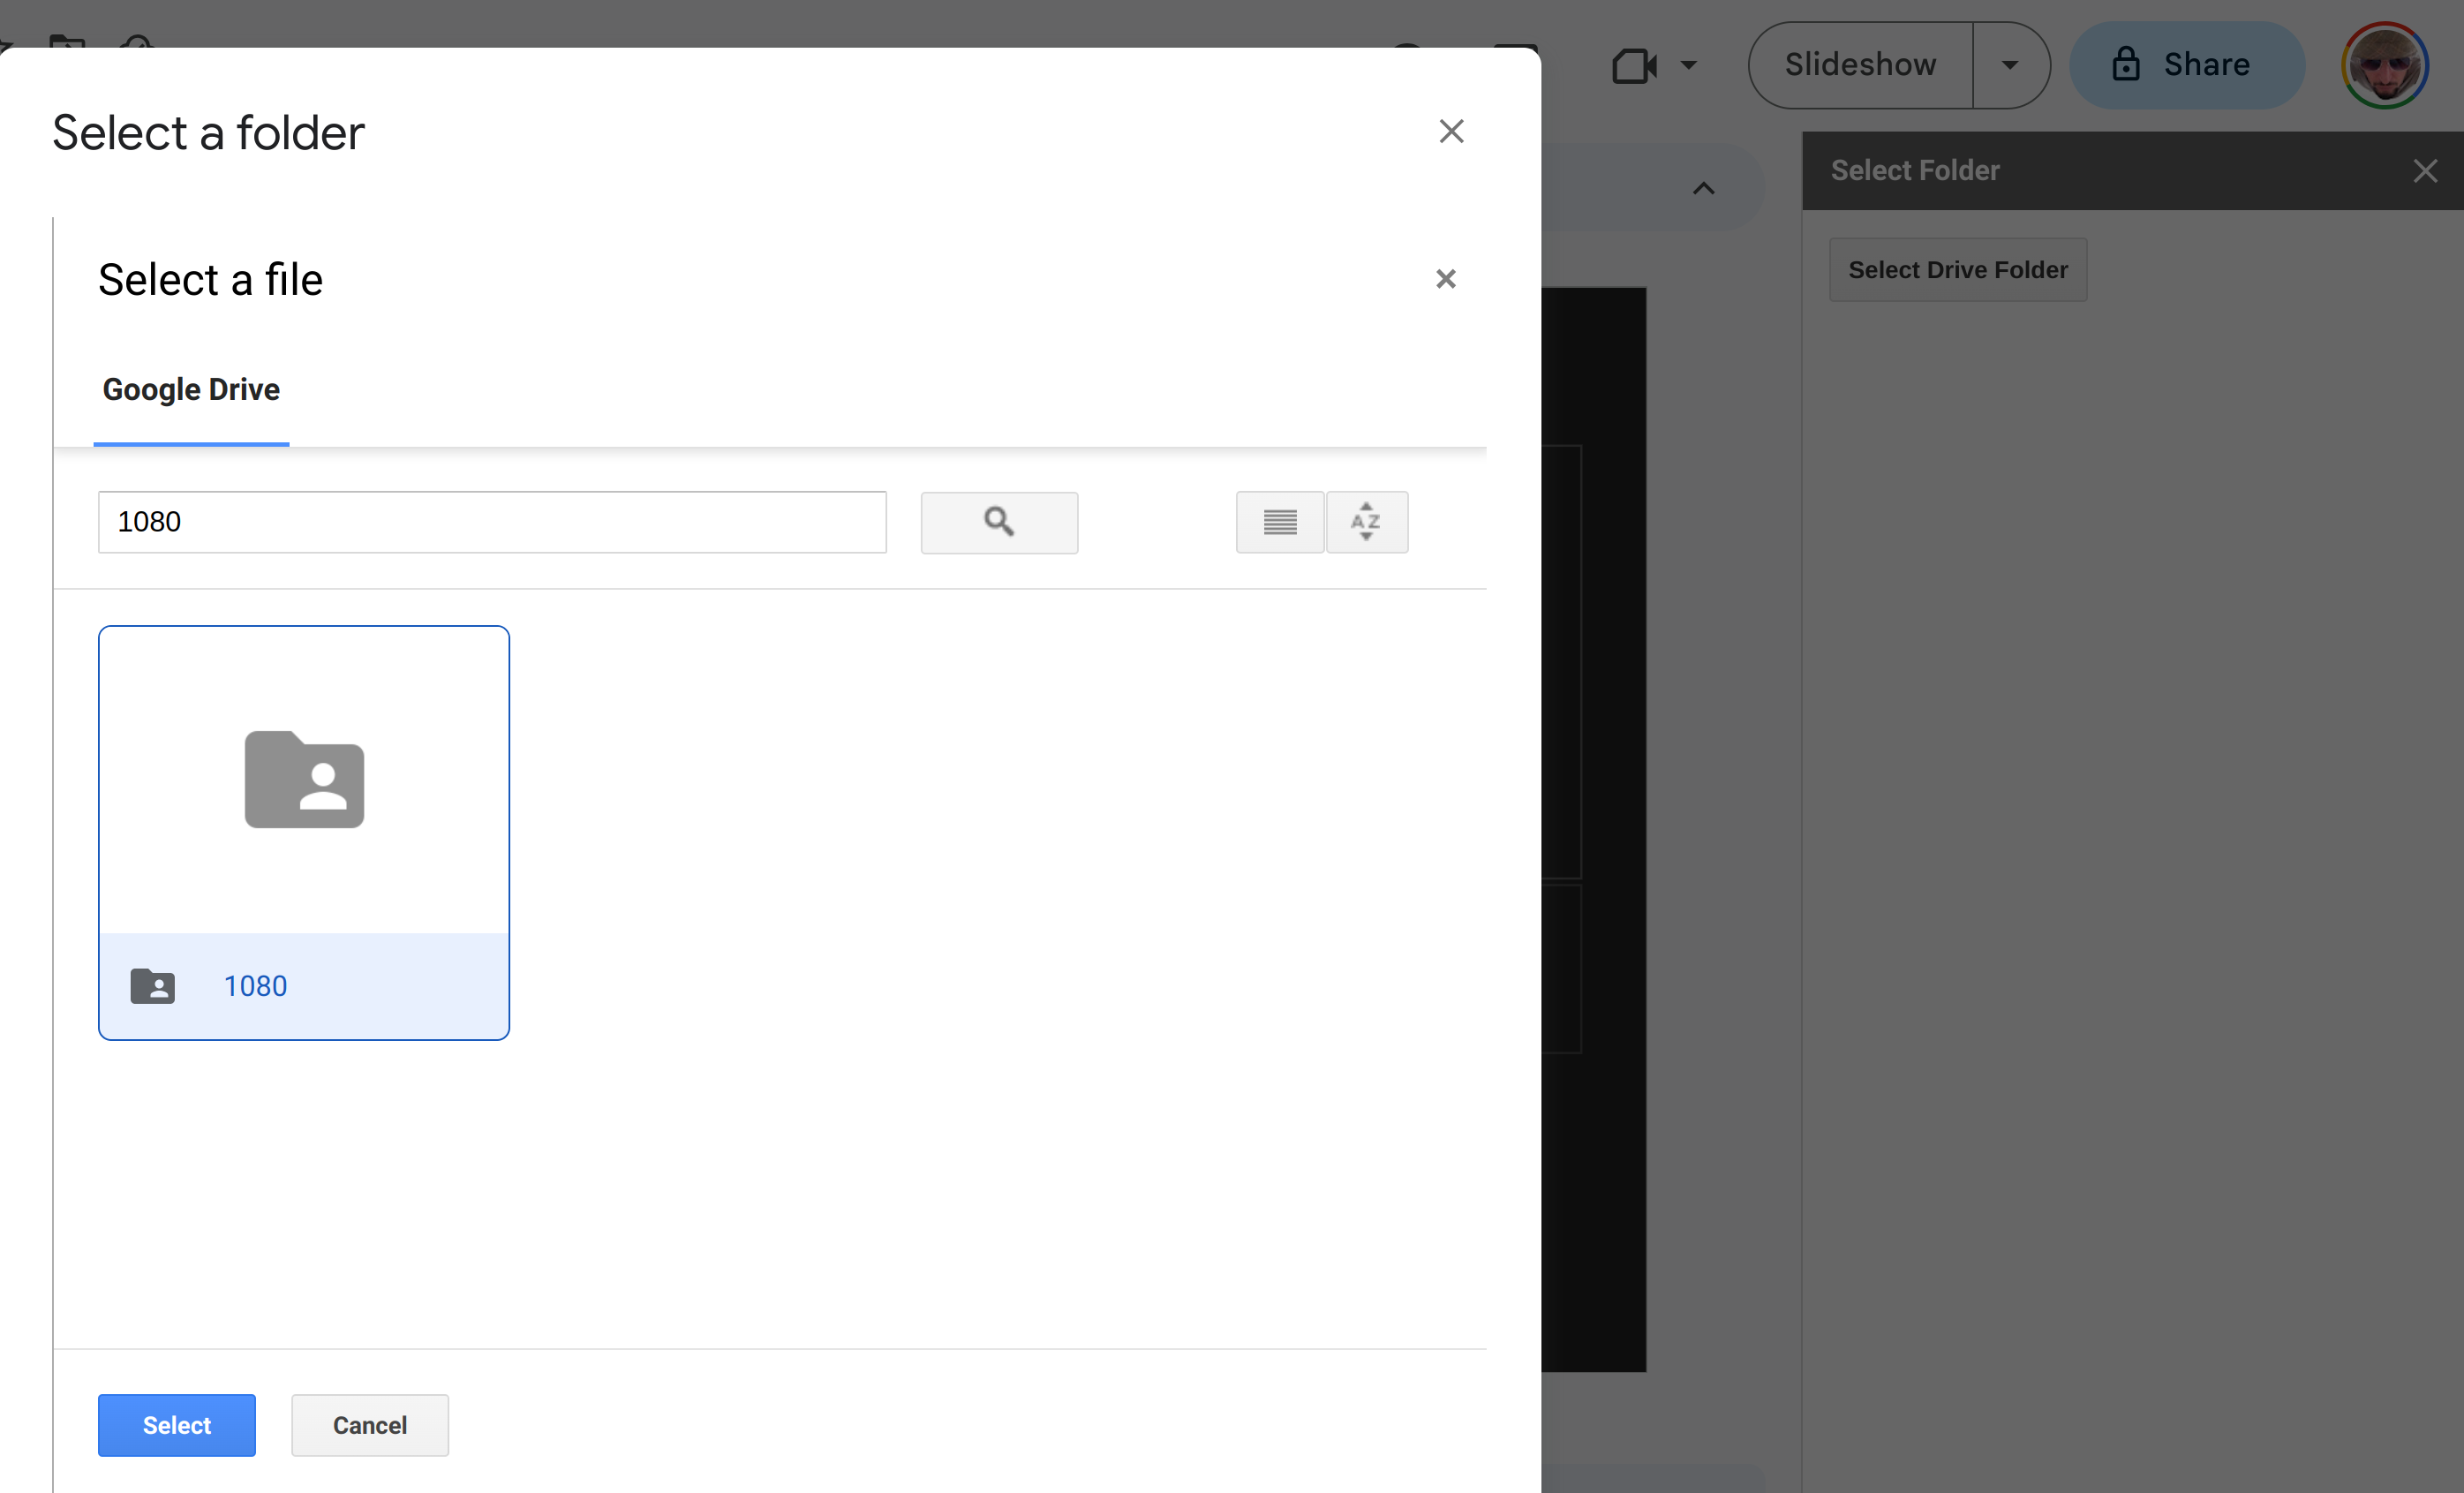 Slideshow
Share
Select a folder
Select Folder
Select Drive Folder
Select a file
Google Drive
1080
A Z
1080
Select
Cancel